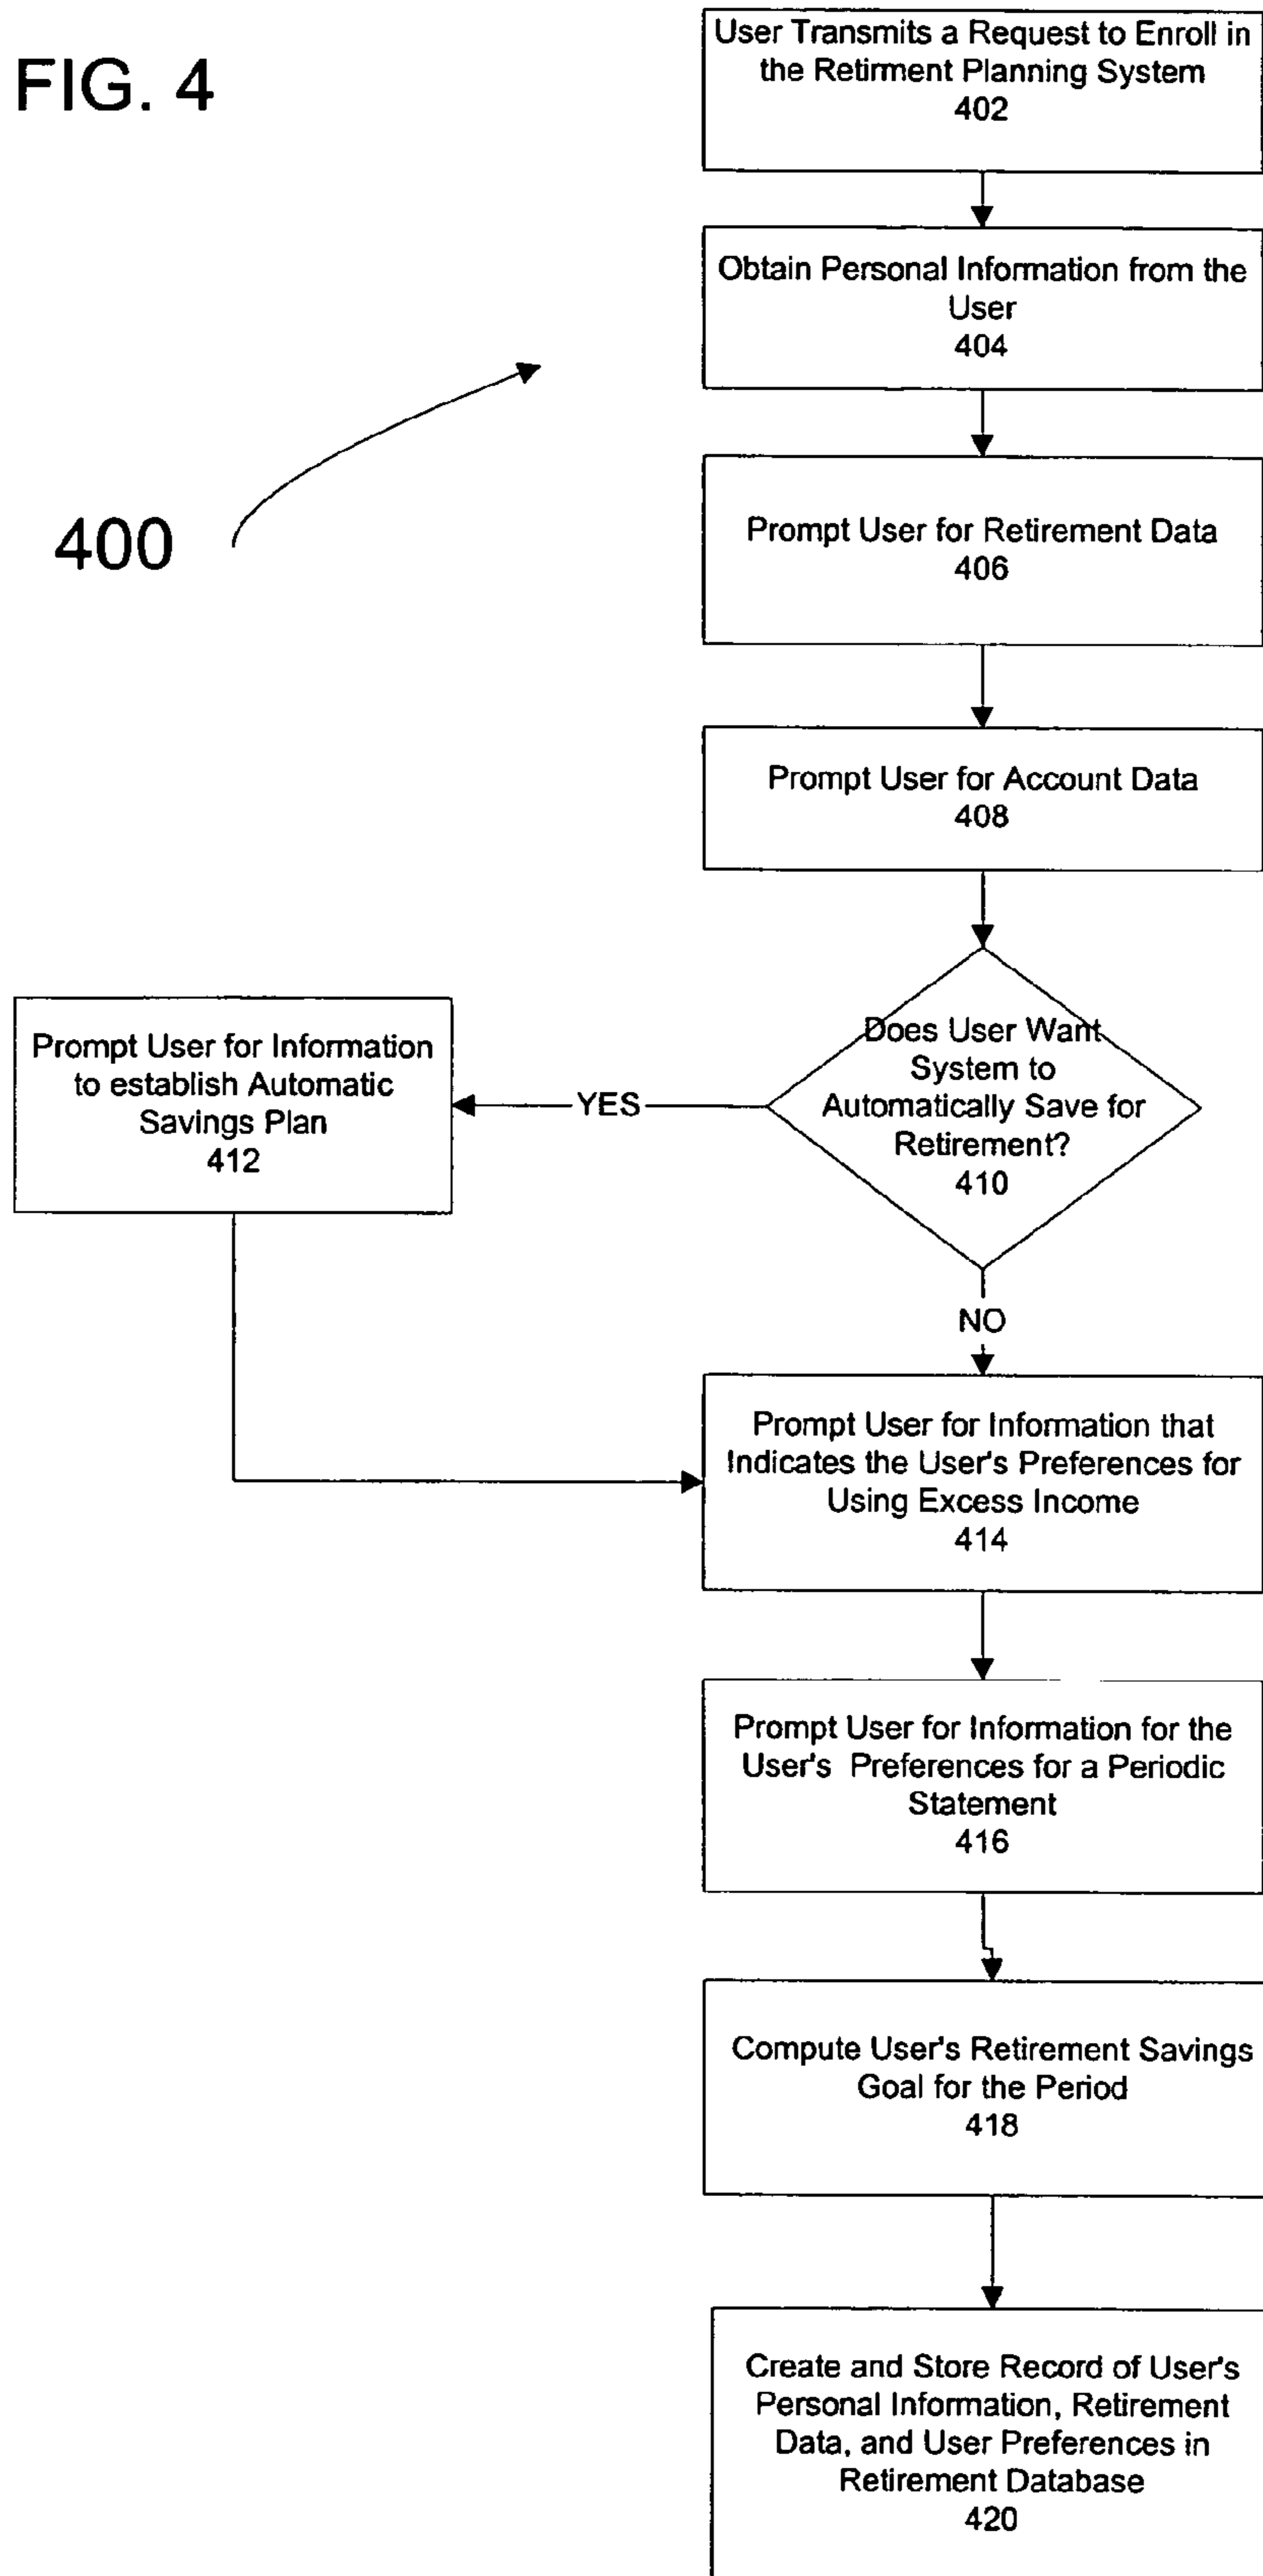 FIG. 4
User Transmits a Request to Enroll in
the Retirment Planning System
402
Obtain Personal Information from the
User
404
400
Prompt User for Retirement Data
406
Prompt User for Account Data
408
Does User Want
System to
Automatically Save for
Retirement?
410
YES
Prompt User for Information
to establish Automatic
Savings Plan
412
NO
Prompt User for Information that
Indicates the User's Preferences for
Using Excess Income
414
Prompt User for Information for the
User's Preferences for a Periodic
Statement
416
Compute User's Retirement Savings
Goal for the Period
418
Create and Store Record of User's
Personal Information, Retirement
Data, and User Preferences in
Retirement Database
420